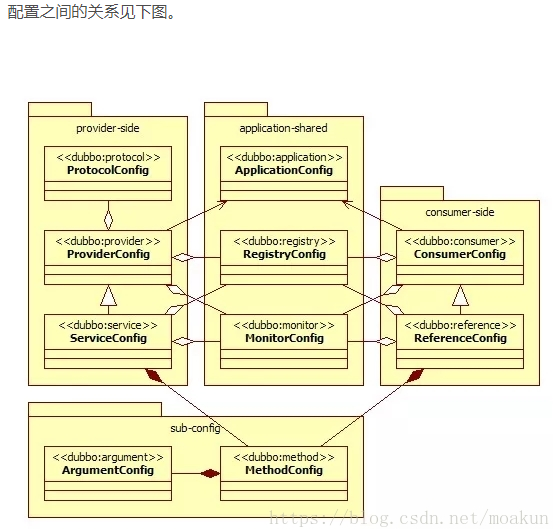 配置之间的关系见下图。
provider-side
application-shared
<<dubbo:protocol>>
ProtocolConfig
<<dubbo:application>>
ApplicationConfig
consumer-side
<<dubbo:provider>>
ProviderConfig
<<dubbo:registry>>
RegistryConfig
<<dubbo:consumer>>
ConsumerConfig
<<dubbo:service>>
ServiceConfig
<<dubbo:monitor>>
MonitorConfig
<<dubbo:reference>>
ReferenceConfig
sub-config
<<dubbo:argument>>
ArgumentConfig
<<dubbo:method>>
MethodConfig
https://blog.csdn.net/moakun